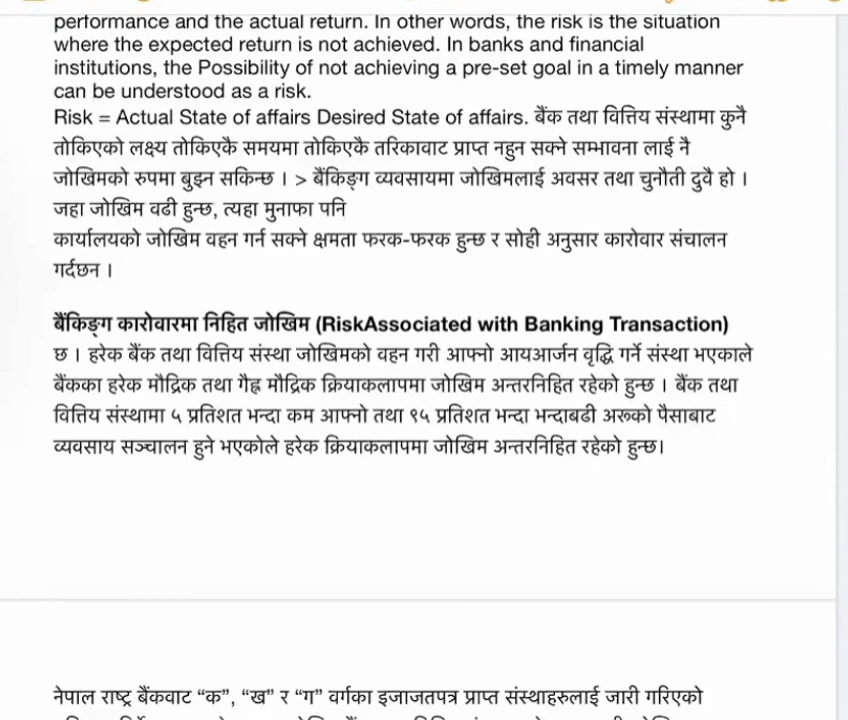 performance and the actual return. In other words, the risk is the situation
where the expected return is not achieved. In banks and financial
institutions, the Possibility of not achieving a pre-set goal in a timely manner
can be understood as a risk.
Risk = Actual State of affairs Desired State of affairs. बैंक तथा वित्तिय संस्थामा कुनै
तोकिएको लक्ष्य तोकिएकै समयमा तोकिएकै तरिकावाट प्राप्त नहुन सक्ने सम्भावना लाई नै
जोखिमको रुपमा बुझ्न सकिन्छ । > बैंकिङ्ग व्यवसायमा जोखिमलाई अवसर तथा चुनौती दुवै हो ।
जहा जोखिम वढी हुन्छ, त्यहा मुनाफा पनि
कार्यालयको जोखिम वहन गर्न सक्ने क्षमता फरक-फरक हुन्छ र सोही अनुसार कारोवार संचालन
गर्दछन ।
बैंकिङ्ग कारोवारमा निहित जोखिम (RiskAssociated with Banking Transaction)
छ । हरेक बैंक तथा वित्तिय संस्था जोखिमको वहन गरी आफ्नो आयआर्जन वृद्धि गर्ने संस्था भएकाले
बैंकका हरेक मौद्रिक तथा गैह्र मौद्रिक क्रियाकलापमा जोखिम अन्तरनिहित रहेको हुन्छ । बैंक तथा
वित्तिय संस्थामा ५ प्रतिशत भन्दा कम आफ्नो तथा ९५ प्रतिशत भन्दा भन्दाबढी अरूको पैसाबाट
व्यवसाय सञ्चालन हुने भएकोले हरेक क्रियाकलापमा जोखिम अन्तरनिहित रहेको हुन्छ।
नेपाल राष्ट्र बैंकवाट “क”, “ख” र “ग” वर्गका इजाजतपत्र प्राप्त संस्थाहरुलाई जारी गरिएको